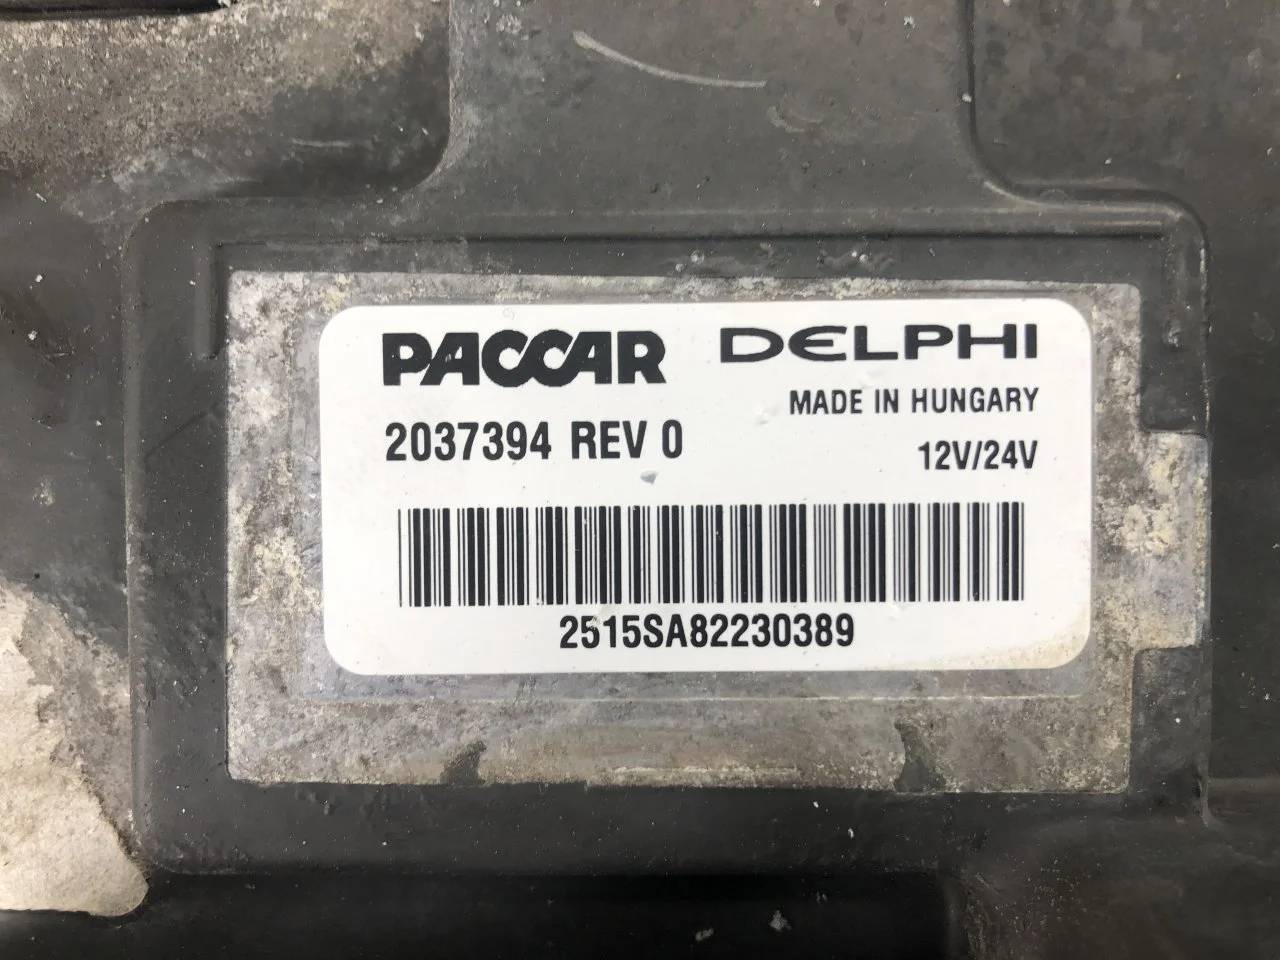 PACCAR DELPHI
MADE IN HUNGARY
2037394 REV 0
12V/24V
2515SA82230389